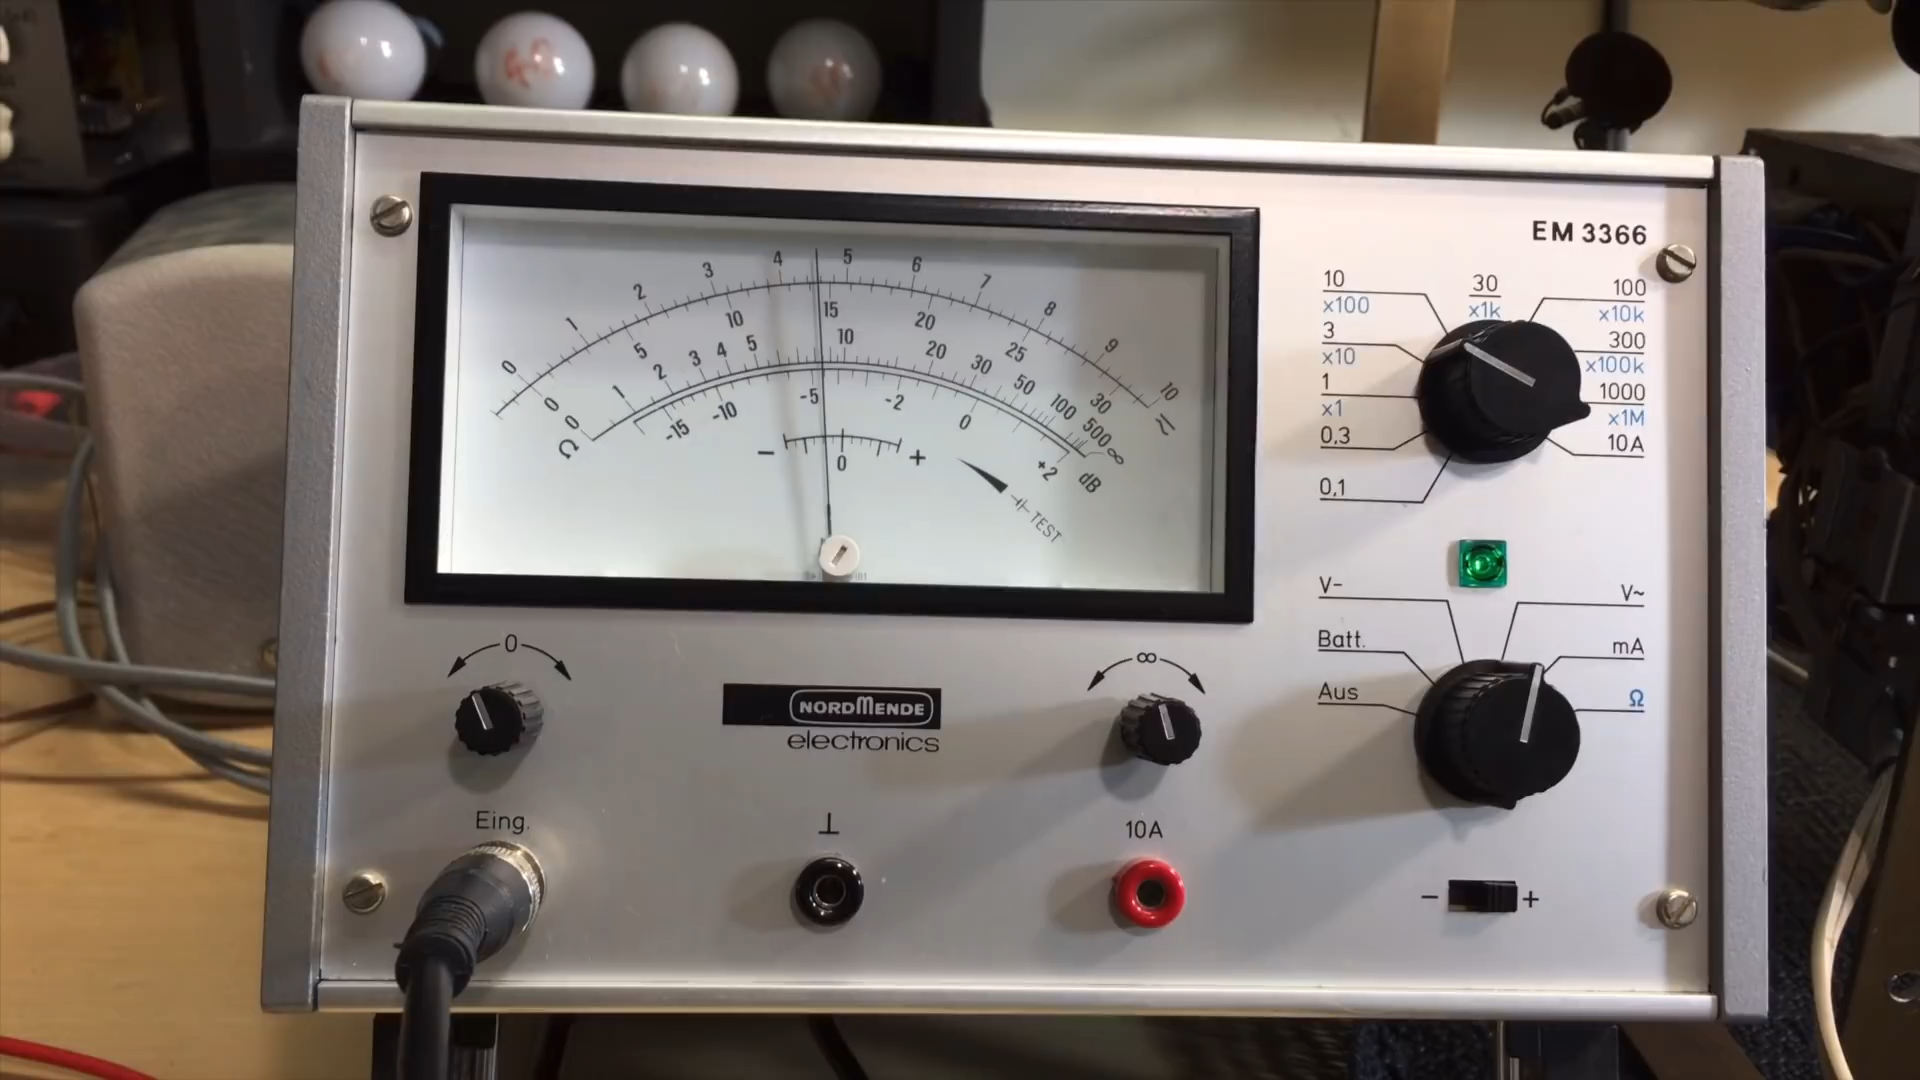 EM 3366
0 1 2 3 4 5 6 7 8 9 10
0 5 10 15 20 25 30
Ω 0 1 2 3 4 5 10 20 30 50 100 500 ∞
-15 -10 -5 -2 0 +2 dB
- 0 +
TEST
10 30 100
x100 x1k x10k
3 300
x10 x100k
1 1000
x1 x1M
0,3 10A
0,1
V- V~
Batt. mA
Aus Ω
0
∞
NORDMENDE
electronics
Eing.
10A
- +